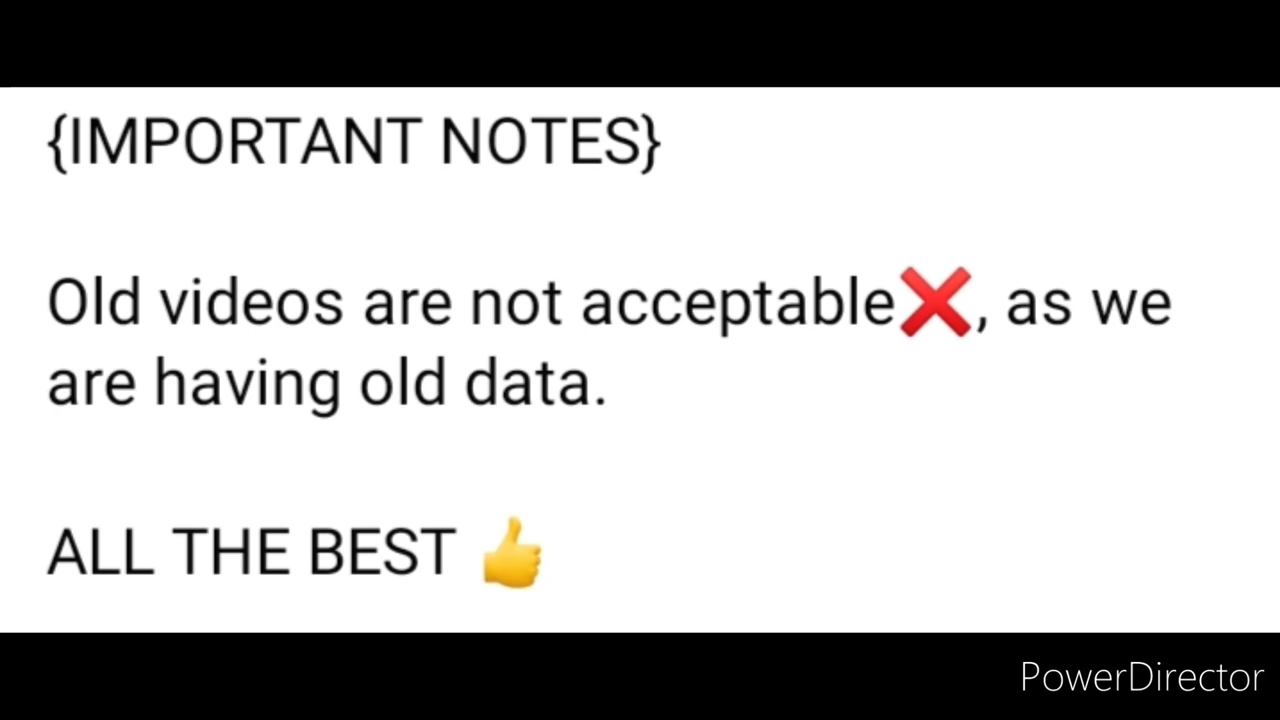 {IMPORTANT NOTES}
Old videos are not acceptable❌, as we
are having old data.
ALL THE BEST 👍
PowerDirector